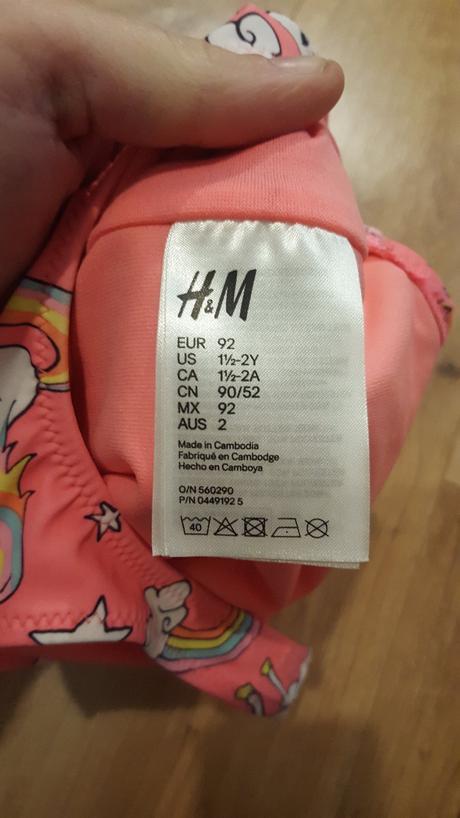 H&M
EUR 92
US 1½-2Y
CA 1½-2A
CN 90/52
MX 92
AUS 2
Made in Cambodia
Fabriqué en Cambodge
Hecho en Camboya
O/N 560290
P/N 0449192 5
40